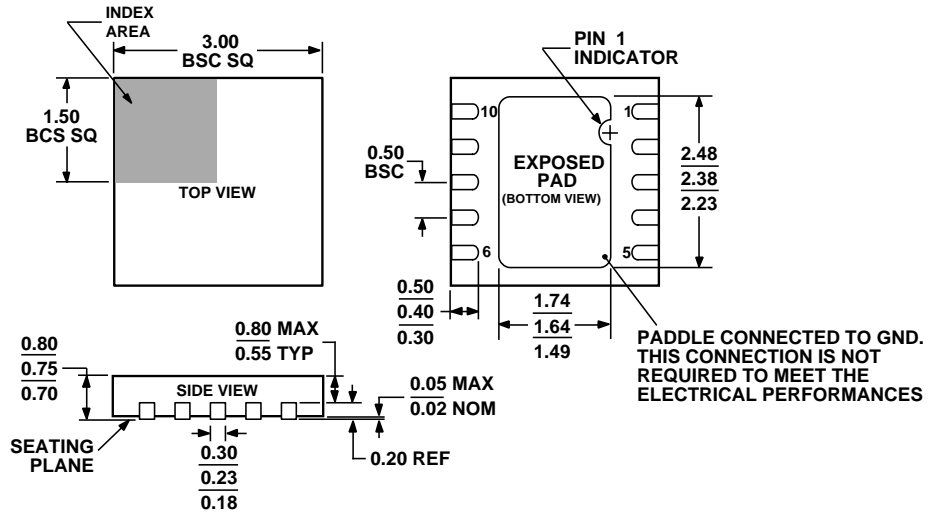 INDEX
AREA
3.00
BSC SQ
1.50
BCS SQ
TOP VIEW
PIN 1
INDICATOR
10
1
0.50
BSC
EXPOSED
PAD
(BOTTOM VIEW)
2.48
2.38
2.23
6
5
0.50
0.40
0.30
1.74
1.64
1.49
PADDLE CONNECTED TO GND.
THIS CONNECTION IS NOT
REQUIRED TO MEET THE
ELECTRICAL PERFORMANCES
0.80
0.75
0.70
0.80 MAX
0.55 TYP
SIDE VIEW
0.05 MAX
0.02 NOM
SEATING
PLANE
0.30
0.23
0.18
0.20 REF